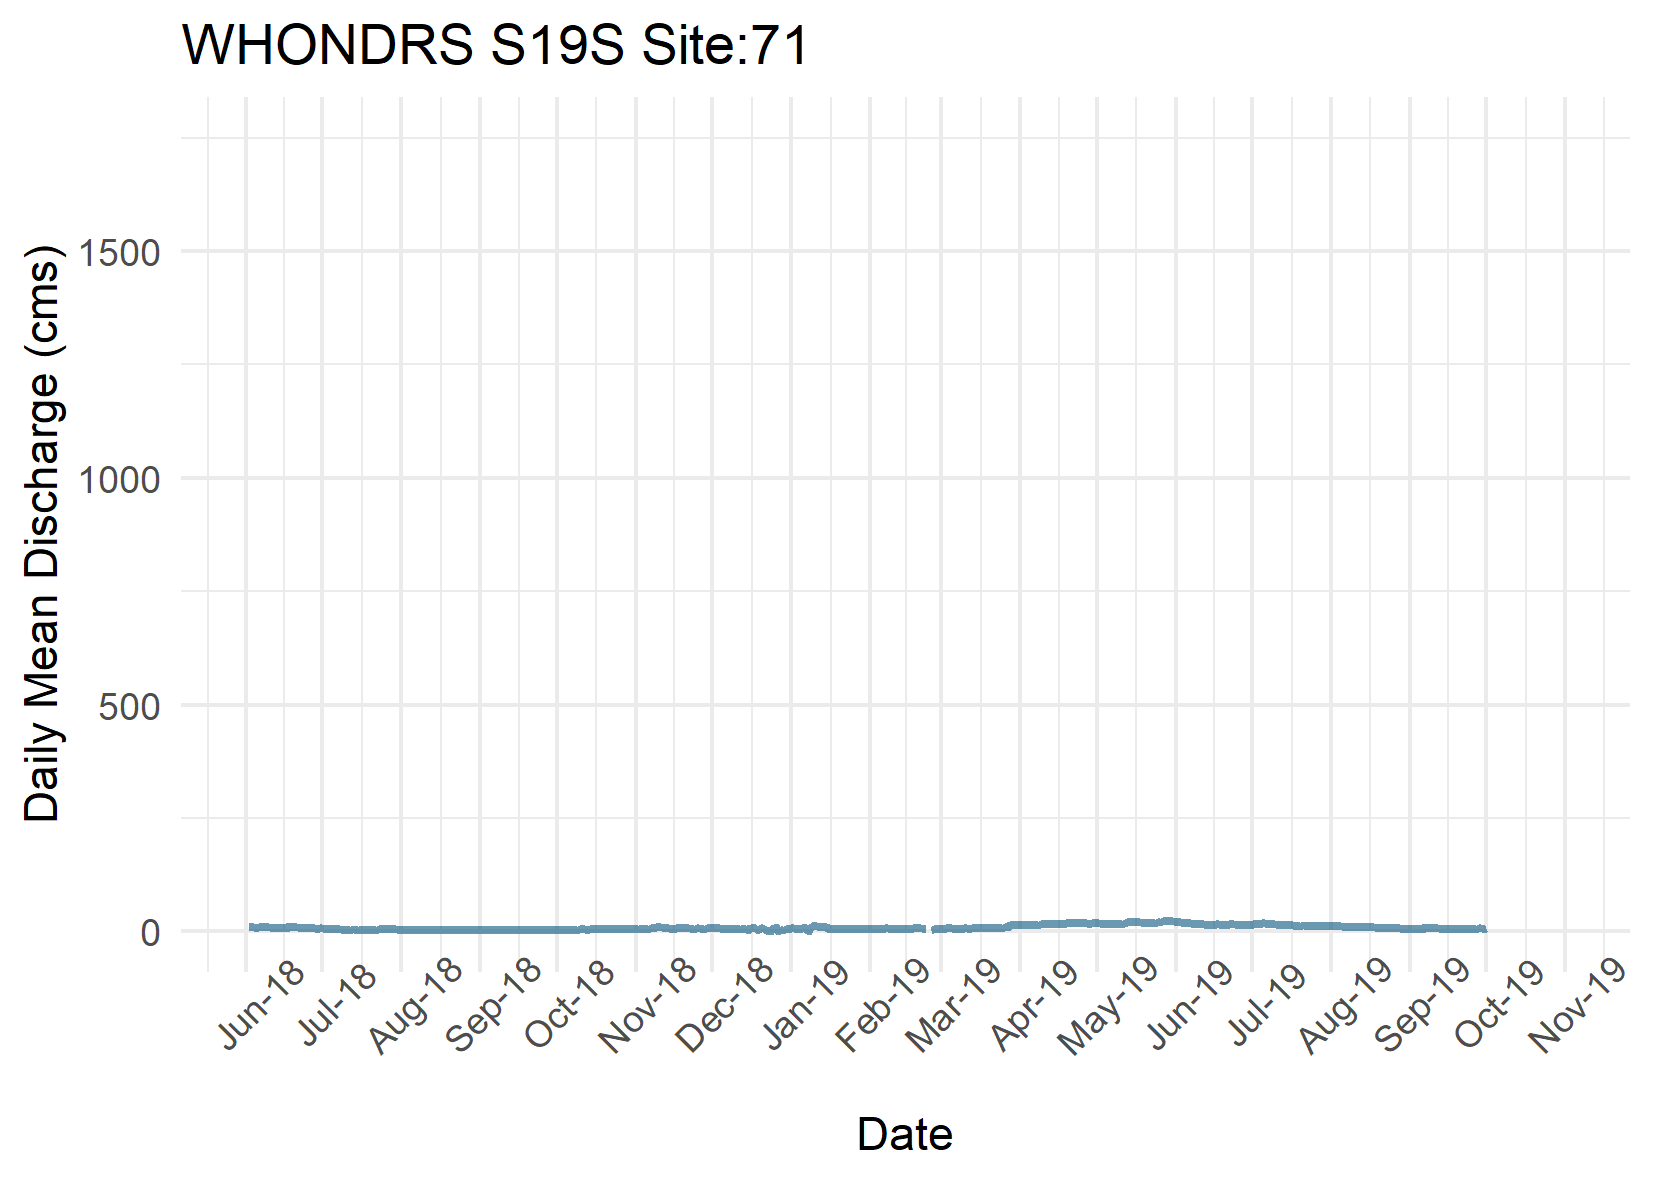 WHONDRS S19S Site:71
Daily Mean Discharge (cms)
1500
1000
500
0
Jun-18
Jul-18
Aug-18
Sep-18
Oct-18
Nov-18
Dec-18
Jan-19
Feb-19
Mar-19
Apr-19
May-19
Jun-19
Jul-19
Aug-19
Sep-19
Oct-19
Nov-19
Date